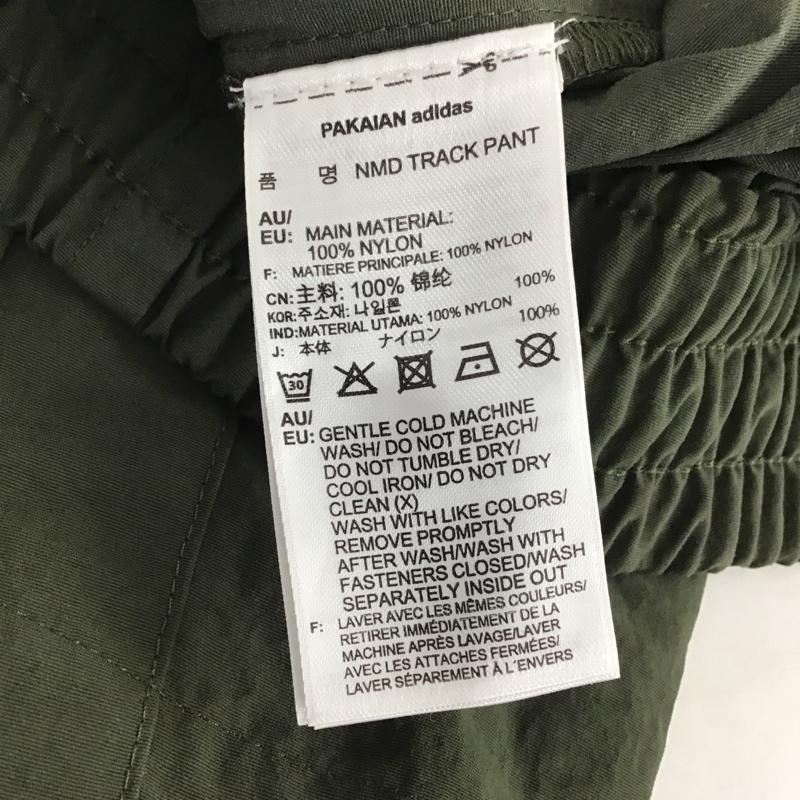 PAKAIAN adidas
품 명 NMD TRACK PANT
AU/
EU: MAIN MATERIAL:
100% NYLON
F: MATIERE PRINCIPALE: 100% NYLON
CN:主料: 100% 锦纶
KOR:주소재: 나일론 100%
IND:MATERIAL UTAMA: 100% NYLON
J: 本体 ナイロン 100%
30
AU/
EU: GENTLE COLD MACHINE
WASH/ DO NOT BLEACH/
DO NOT TUMBLE DRY/
COOL IRON/ DO NOT DRY
CLEAN (X)
WASH WITH LIKE COLORS/
REMOVE PROMPTLY
AFTER WASH/WASH WITH
FASTENERS CLOSED/WASH
SEPARATELY INSIDE OUT
F: LAVER AVEC LES MÊMES COULEURS/
RETIRER IMMÉDIATEMENT DE LA
MACHINE APRÈS LAVAGE/LAVER
AVEC LES ATTACHES FERMÉES/
LAVER SÉPAREMENT À L'ENVERS